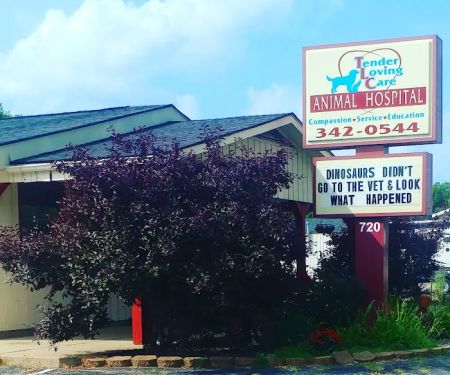 Tender
Loving
Care
ANIMAL HOSPITAL
Compassion • Service • Education
342-0544
DINOSAURS DIDN'T
GO TO THE VET & LOOK
WHAT HAPPENED
720